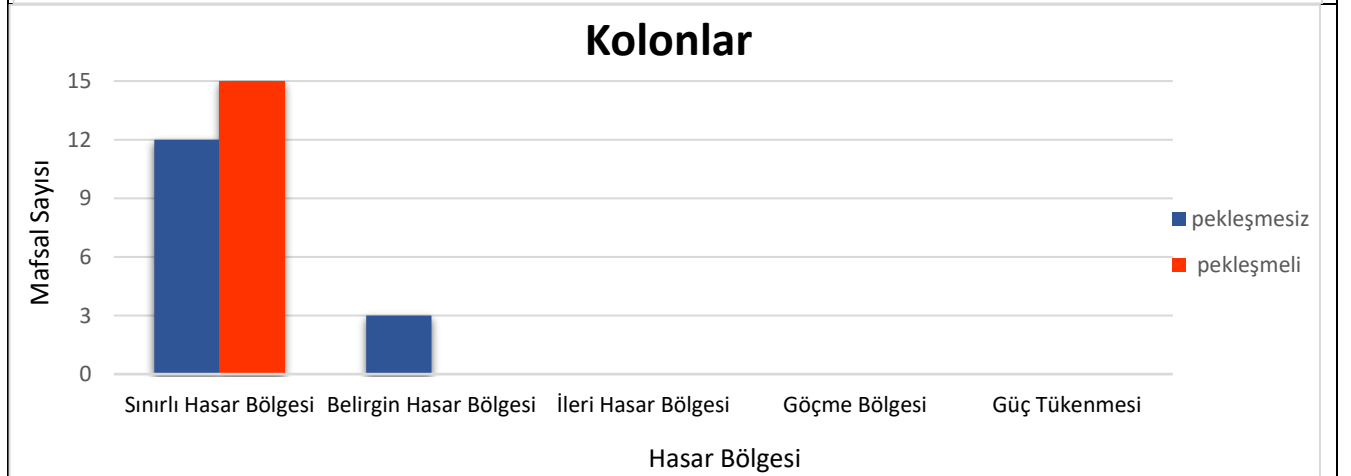 Kolonlar
15
12
9
6
3
0
Mafsal Sayısı
Sınırlı Hasar Bölgesi Belirgin Hasar Bölgesi İleri Hasar Bölgesi Göçme Bölgesi Güç Tükenmesi
Hasar Bölgesi
pekleşmesiz
pekleşmeli